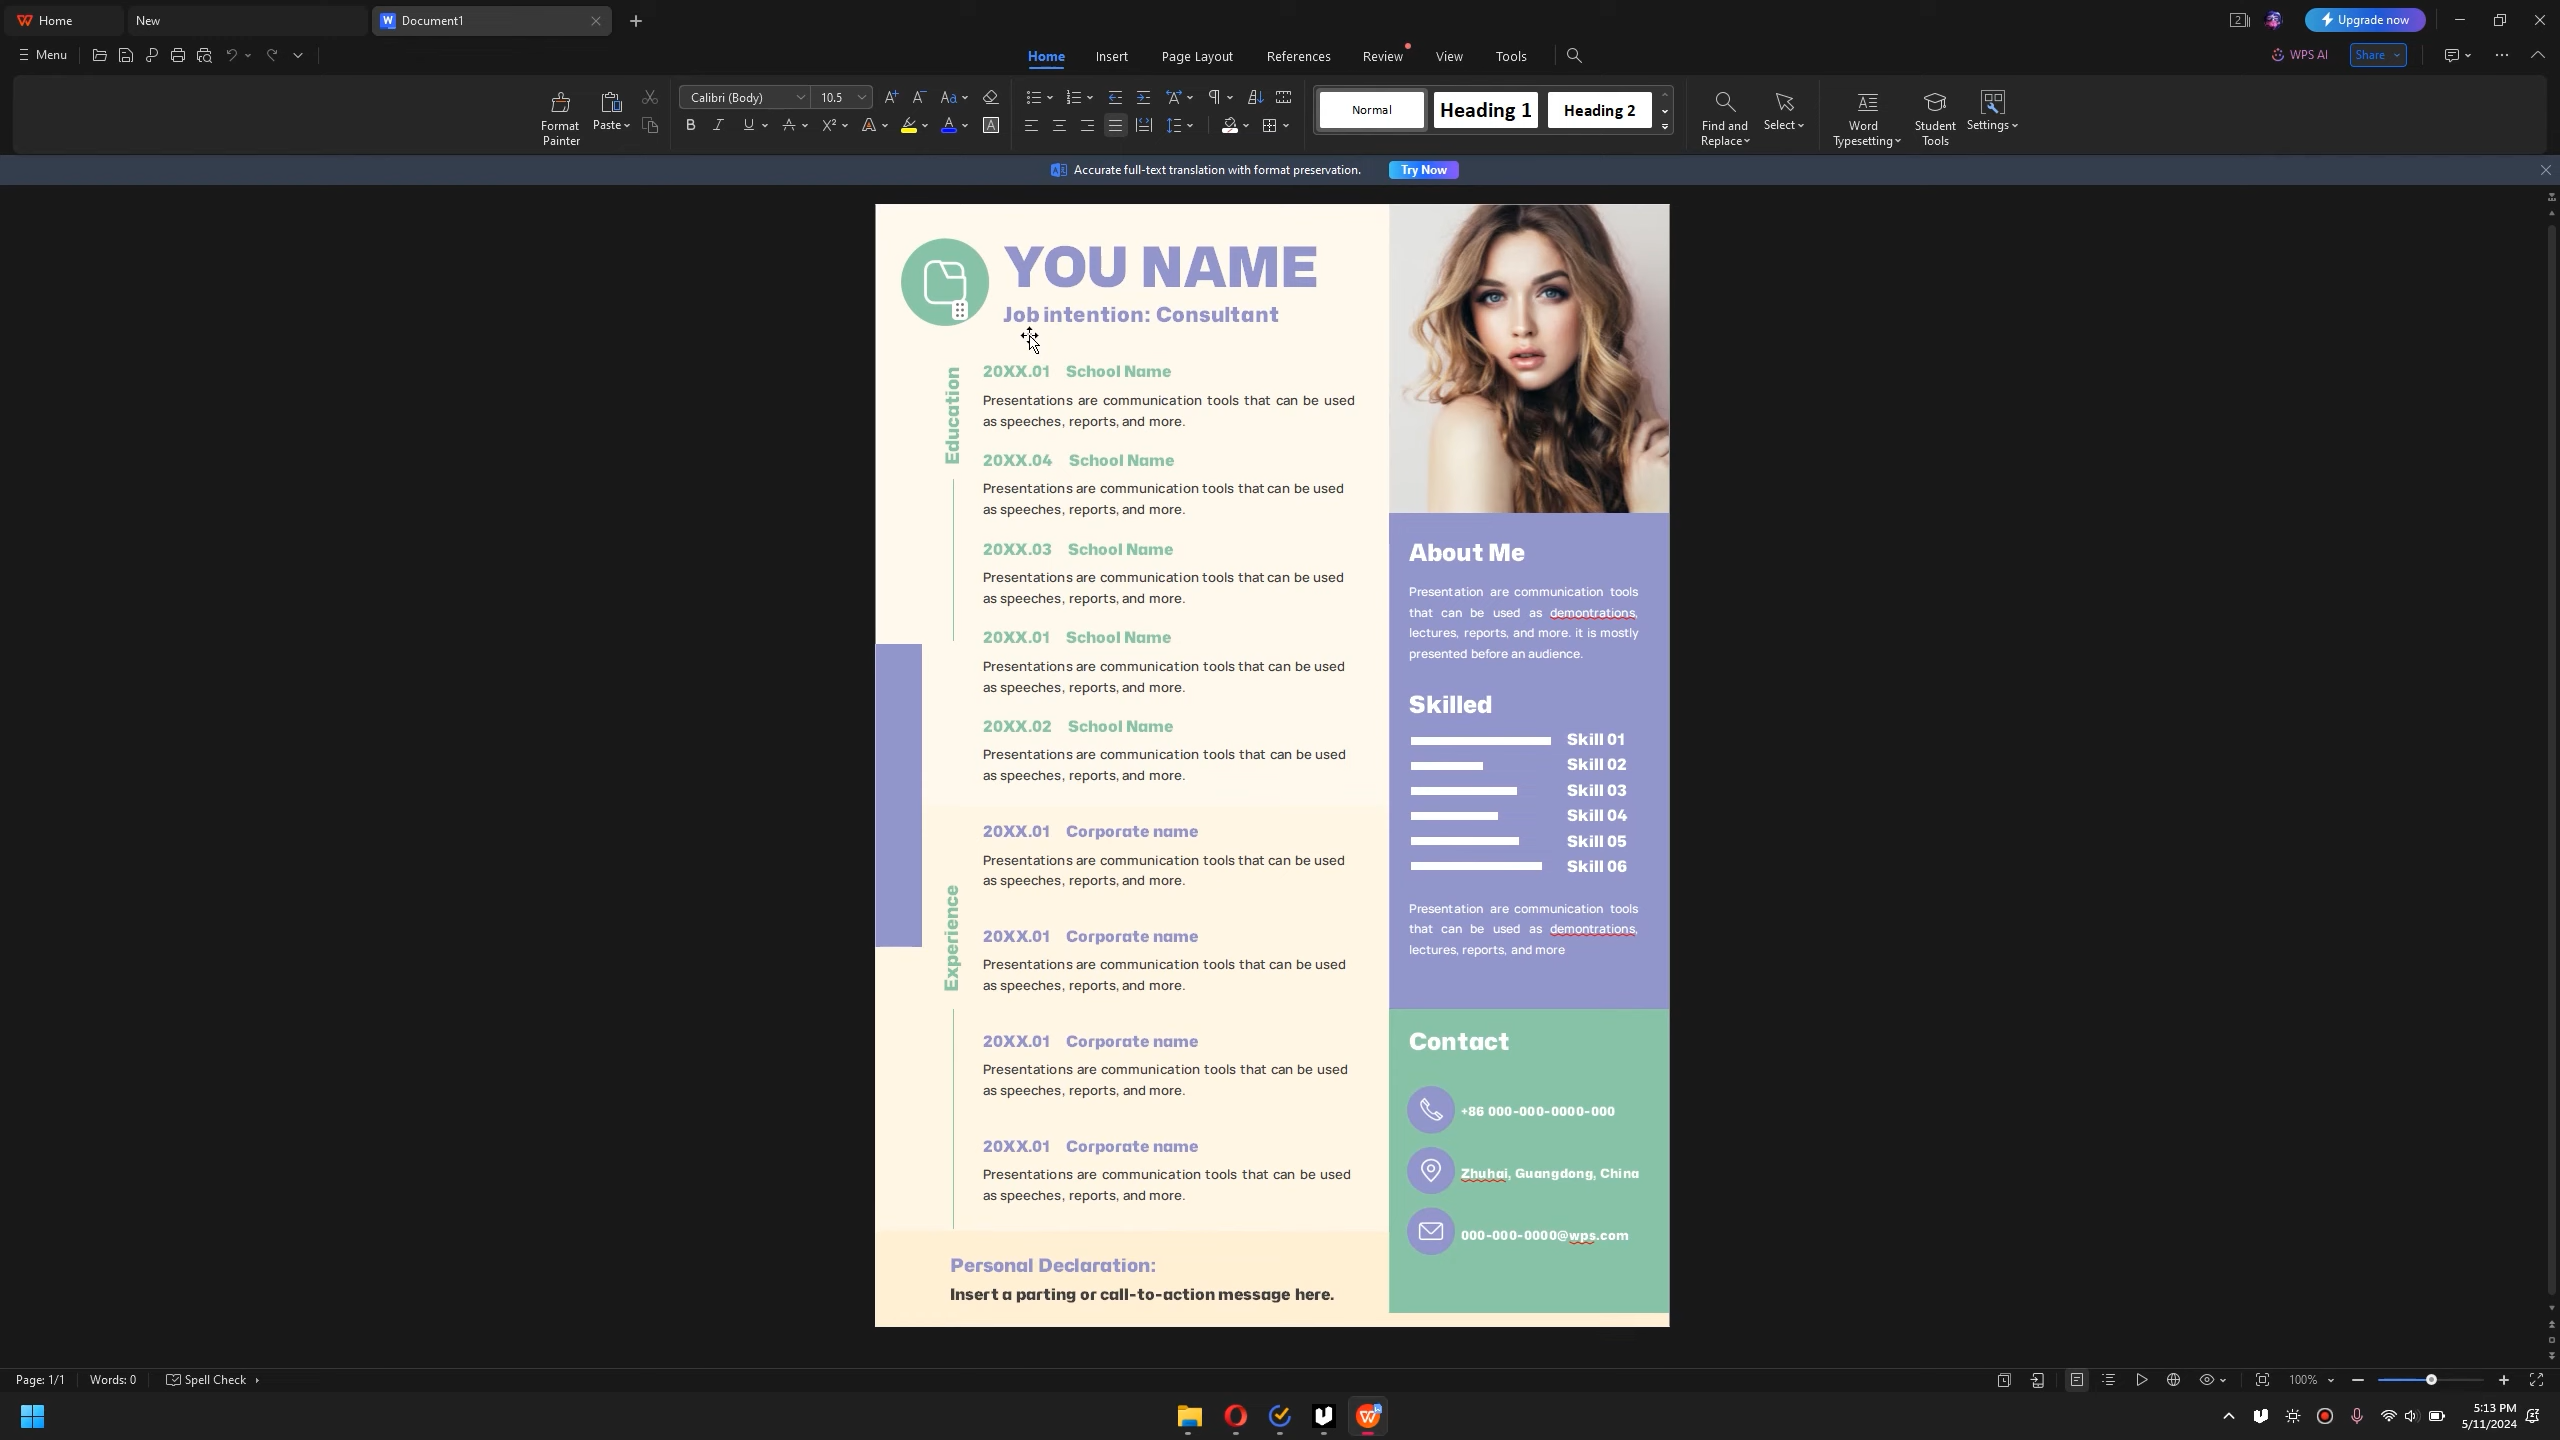 Home
New
Document1
2
Upgrade now
Menu
Home
Insert
Page Layout
References
Review
View
Tools
WPS AI
Share
Format Painter
Paste
Calibri (Body)
10.5
Normal
Heading 1
Heading 2
Find and Replace
Select
Word Typesetting
Student Tools
Settings
Accurate full-text translation with format preservation.
Try Now
YOU NAME
Job intention: Consultant
Education
20XX.01 School Name
Presentations are communication tools that can be used
as speeches, reports, and more.
20XX.04 School Name
Presentations are communication tools that can be used
as speeches, reports, and more.
20XX.03 School Name
Presentations are communication tools that can be used
as speeches, reports, and more.
20XX.01 School Name
Presentations are communication tools that can be used
as speeches, reports, and more.
20XX.02 School Name
Presentations are communication tools that can be used
as speeches, reports, and more.
Experience
20XX.01 Corporate name
Presentations are communication tools that can be used
as speeches, reports, and more.
20XX.01 Corporate name
Presentations are communication tools that can be used
as speeches, reports, and more.
20XX.01 Corporate name
Presentations are communication tools that can be used
as speeches, reports, and more.
20XX.01 Corporate name
Presentations are communication tools that can be used
as speeches, reports, and more.
Personal Declaration:
Insert a parting or call-to-action message here.
About Me
Presentation are communication tools
that can be used as demontrations,
lectures, reports, and more. it is mostly
presented before an audience.
Skilled
Skill 01
Skill 02
Skill 03
Skill 04
Skill 05
Skill 06
Presentation are communication tools
that can be used as demontrations,
lectures, reports, and more
Contact
+86 000-000-0000-000
Zhuhai, Guangdong, China
000-000-0000@wps.com
Page: 1/1
Words: 0
Spell Check
100%
5:13 PM
5/11/2024